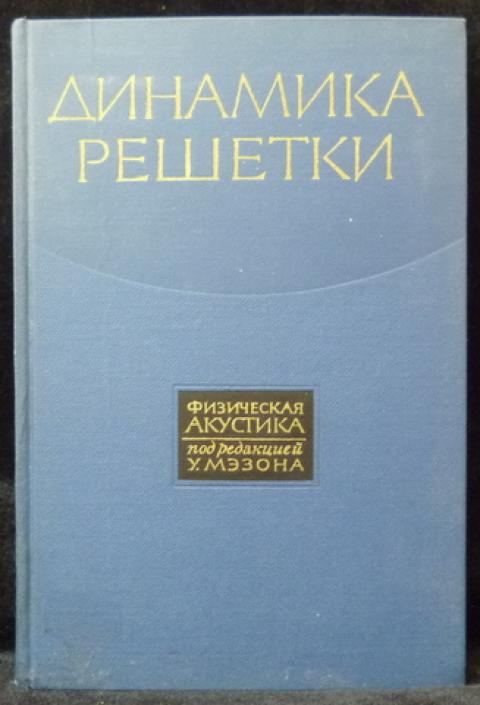 ДИНАМИКА
РЕШЕТКИ
ФИЗИЧЕСКАЯ
АКУСТИКА
под редакцией
У. МЭЗОНА